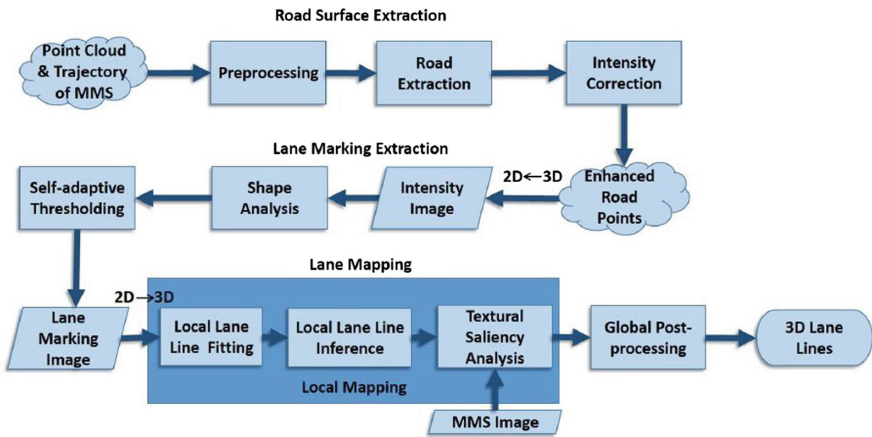 Road Surface Extraction
Point Cloud
& Trajectory
of MMS
Preprocessing
Road
Extraction
Intensity
Correction
Lane Marking Extraction
Self-adaptive
Thresholding
Shape
Analysis
Intensity
Image
2D←3D
Enhanced
Road
Points
Lane Mapping
2D→3D
Lane
Marking
Image
Local Lane
Line Fitting
Local Lane Line
Inference
Textural
Saliency
Analysis
Global Post-
processing
3D Lane
Lines
Local Mapping
MMS Image